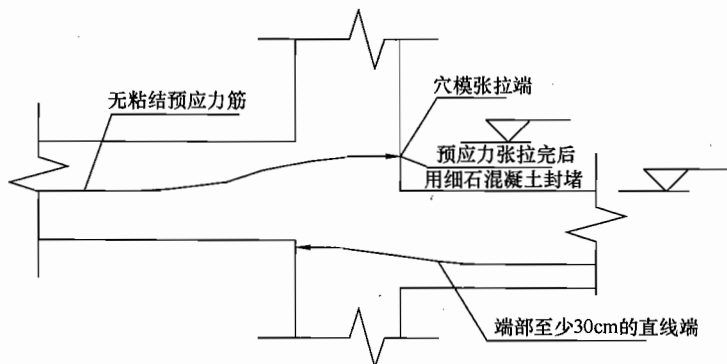 无粘结预应力筋
穴模张拉端
预应力张拉完后
用细石混凝土封堵
端部至少30cm的直线端